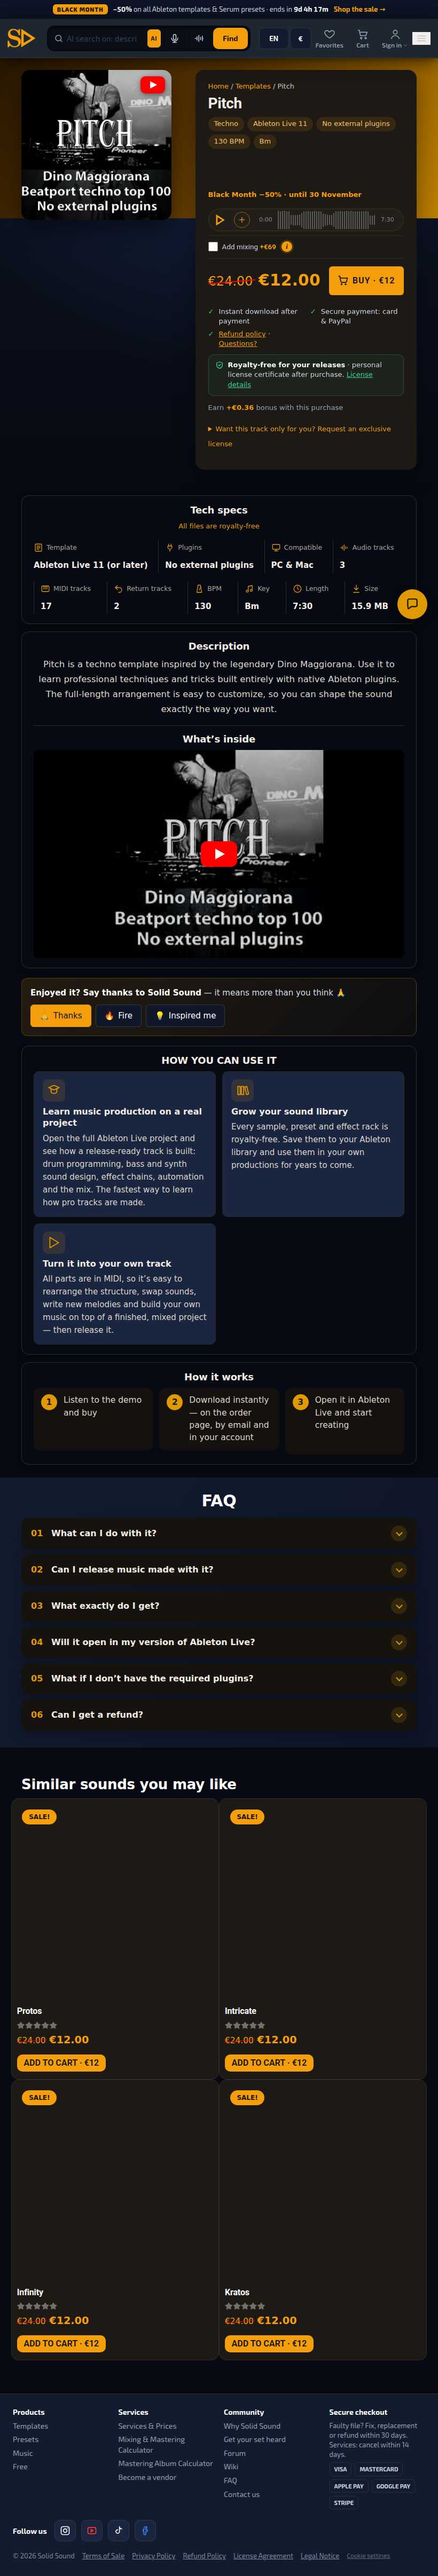 BLACK MONTH −50% on all Ableton templates & Serum presets · ends in 9d 4h 17m Shop the sale →
AI search on: descri AI Find EN € Favorites Cart Sign in
PITCH
Pioneer
Dino Maggiorana
Beatport techno top 100
No external plugins
Home / Templates / Pitch
Pitch
Techno Ableton Live 11 No external plugins
130 BPM Bm
Black Month −50% · until 30 November
0:00 7:30
Add mixing +€69 i
€24.00 €12.00 BUY · €12
✓ Instant download after payment
✓ Secure payment: card & PayPal
✓ Refund policy · Questions?
Royalty-free for your releases · personal
license certificate after purchase. License
details
Earn +€0.36 bonus with this purchase
▸ Want this track only for you? Request an exclusive
license
Tech specs
All files are royalty-free
Template Plugins Compatible Audio tracks
Ableton Live 11 (or later) No external plugins PC & Mac 3
MIDI tracks Return tracks BPM Key Length Size
17 2 130 Bm 7:30 15.9 MB
Description
Pitch is a techno template inspired by the legendary Dino Maggiorana. Use it to
learn professional techniques and tricks built entirely with native Ableton plugins.
The full-length arrangement is easy to customize, so you can shape the sound
exactly the way you want.
What’s inside
PITCH
Pioneer
Dino Maggiorana
Beatport techno top 100
No external plugins
Enjoyed it? Say thanks to Solid Sound — it means more than you think 🙏
🙏 Thanks 🔥 Fire 💡 Inspired me
HOW YOU CAN USE IT
Learn music production on a real
project
Open the full Ableton Live project and
see how a release-ready track is built:
drum programming, bass and synth
sound design, effect chains, automation
and the mix. The fastest way to learn
how pro tracks are made.
Grow your sound library
Every sample, preset and effect rack is
royalty-free. Save them to your Ableton
library and use them in your own
productions for years to come.
Turn it into your own track
All parts are in MIDI, so it’s easy to
rearrange the structure, swap sounds,
write new melodies and build your own
music on top of a finished, mixed project
— then release it.
How it works
1 Listen to the demo
and buy
2 Download instantly
— on the order
page, by email and
in your account
3 Open it in Ableton
Live and start
creating
FAQ
01 What can I do with it?
02 Can I release music made with it?
03 What exactly do I get?
04 Will it open in my version of Ableton Live?
05 What if I don’t have the required plugins?
06 Can I get a refund?
Similar sounds you may like
SALE!
Protos
€24.00 €12.00
ADD TO CART · €12
SALE!
Intricate
€24.00 €12.00
ADD TO CART · €12
SALE!
Infinity
€24.00 €12.00
ADD TO CART · €12
SALE!
Kratos
€24.00 €12.00
ADD TO CART · €12
Products
Templates
Presets
Music
Free
Services
Services & Prices
Mixing & Mastering
Calculator
Mastering Album Calculator
Become a vendor
Community
Why Solid Sound
Get your set heard
Forum
Wiki
FAQ
Contact us
Secure checkout
Faulty file? Fix, replacement
or refund within 30 days.
Services: cancel within 14
days.
VISA MASTERCARD
APPLE PAY GOOGLE PAY
STRIPE
Follow us
© 2026 Solid Sound Terms of Sale Privacy Policy Refund Policy License Agreement Legal Notice Cookie settings